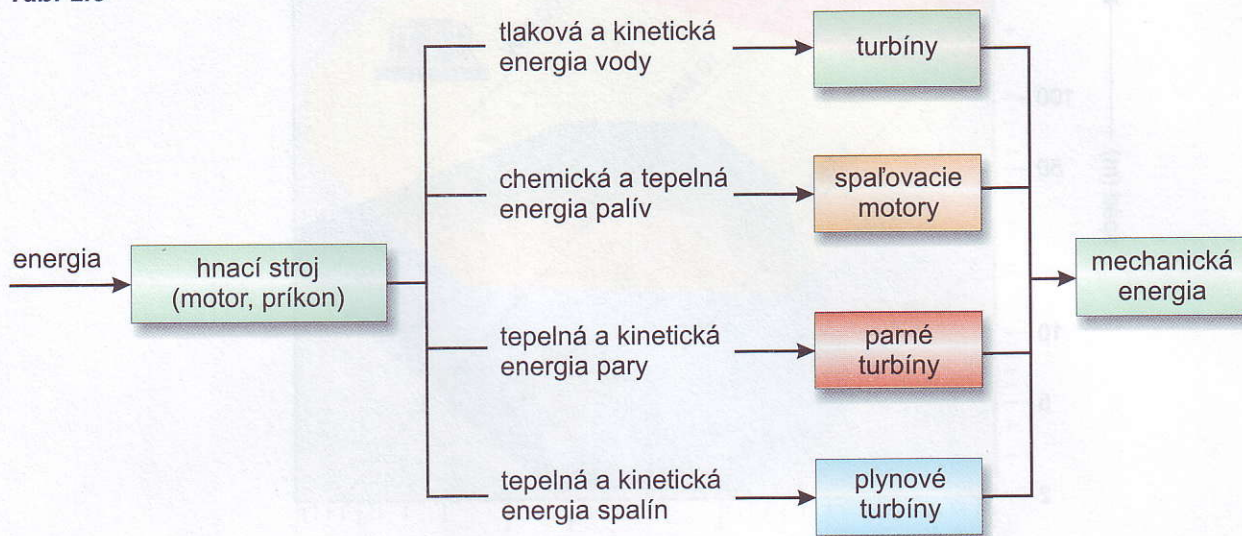 tlaková a kinetická
energia vody
turbíny
chemická a tepelná
energia palív
spaľovacie
motory
energia
hnací stroj
(motor, príkon)
mechanická
energia
tepelná a kinetická
energia pary
parné
turbíny
tepelná a kinetická
energia spalín
plynové
turbíny